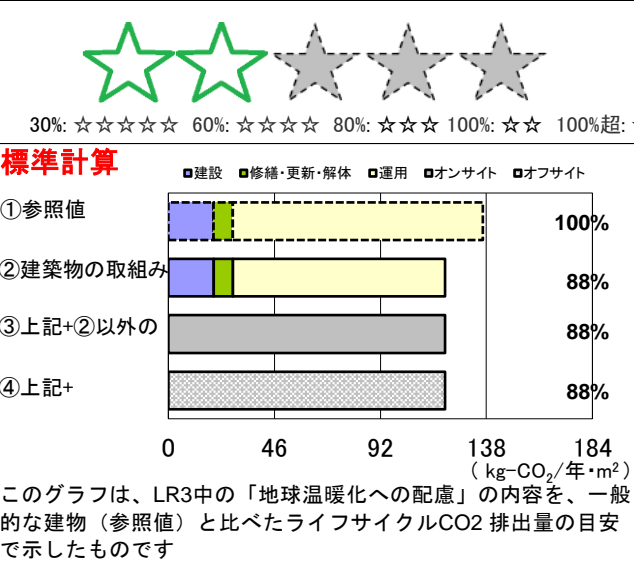 30%: ☆☆☆☆☆ 60%: ☆☆☆☆ 80%: ☆☆☆ 100%: ☆☆ 100%超:
標準計算
建設 修繕・更新・解体 運用 オンサイト オフサイト
①参照値 100%
②建築物の取組み 88%
③上記+②以外の 88%
④上記+ 88%
0 46 92 138 184
( kg-CO₂/年・m²)
このグラフは、LR3中の「地球温暖化への配慮」の内容を、一般
的な建物（参照値）と比べたライフサイクルCO2 排出量の目安
で示したものです